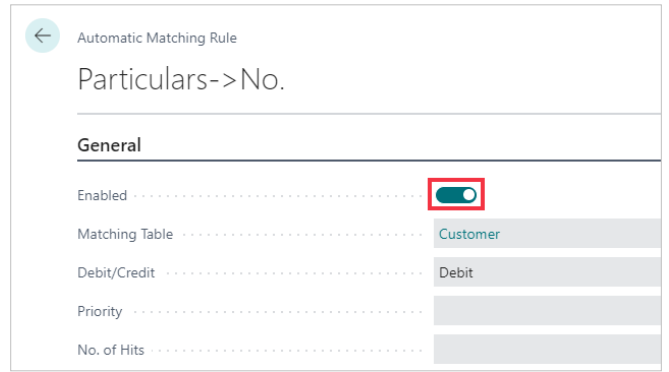 Automatic Matching Rule
Particulars->No.
General
Enabled
Matching Table Customer
Debit/Credit Debit
Priority
No. of Hits